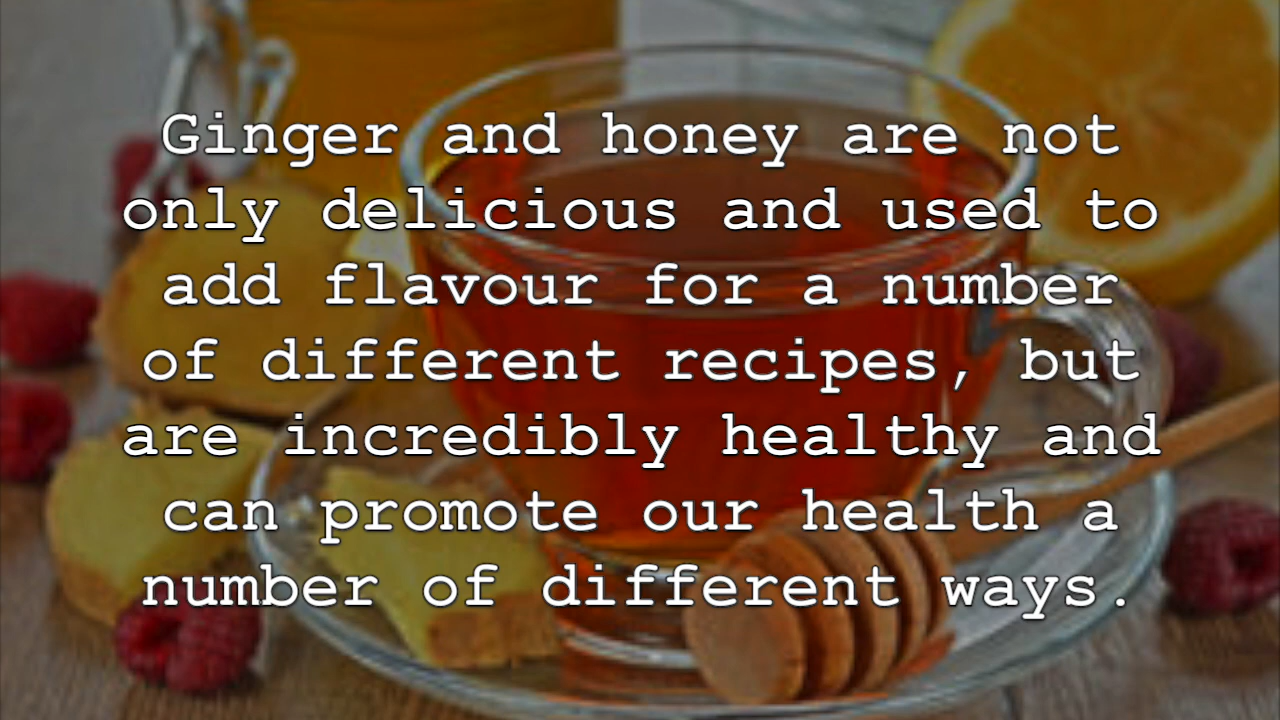 Ginger and honey are not
only delicious and used to
add flavour for a number
of different recipes, but
are incredibly healthy and
can promote our health a
number of different ways.